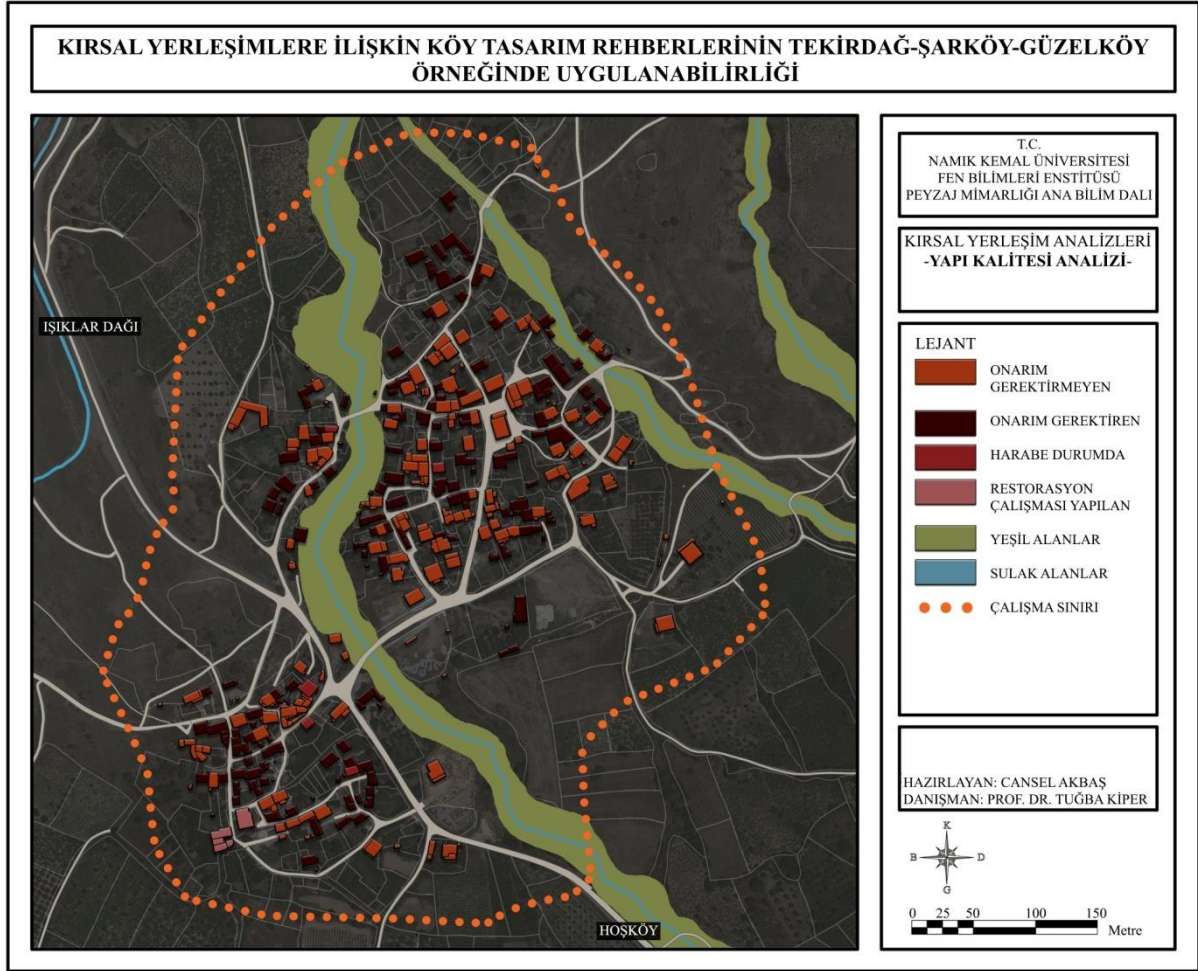 KIRSAL YERLEŞİMLERE İLİŞKİN KÖY TASARIM REHBERLERİNİN TEKİRDAĞ-ŞARKÖY-GÜZELKÖY
ÖRNEĞİNDE UYGULANABİLİRLİĞİ
IŞIKLAR DAĞI
HOŞKÖY
T.C.
NAMIK KEMAL ÜNİVERSİTESİ
FEN BİLİMLERİ ENSTİTÜSÜ
PEYZAJ MİMARLIĞI ANA BİLİM DALI
KIRSAL YERLEŞİM ANALİZLERİ
-YAPI KALİTESİ ANALİZİ-
LEJANT
ONARIM
GEREKTİRMEYEN
ONARIM GEREKTİREN
HARABE DURUMDA
RESTORASYON
ÇALIŞMASI YAPILAN
YEŞİL ALANLAR
SULAK ALANLAR
ÇALIŞMA SINIRI
HAZIRLAYAN: CANSEL AKBAŞ
DANIŞMAN: PROF. DR. TUĞBA KİPER
K
B D
G
0 25 50 100 150
Metre